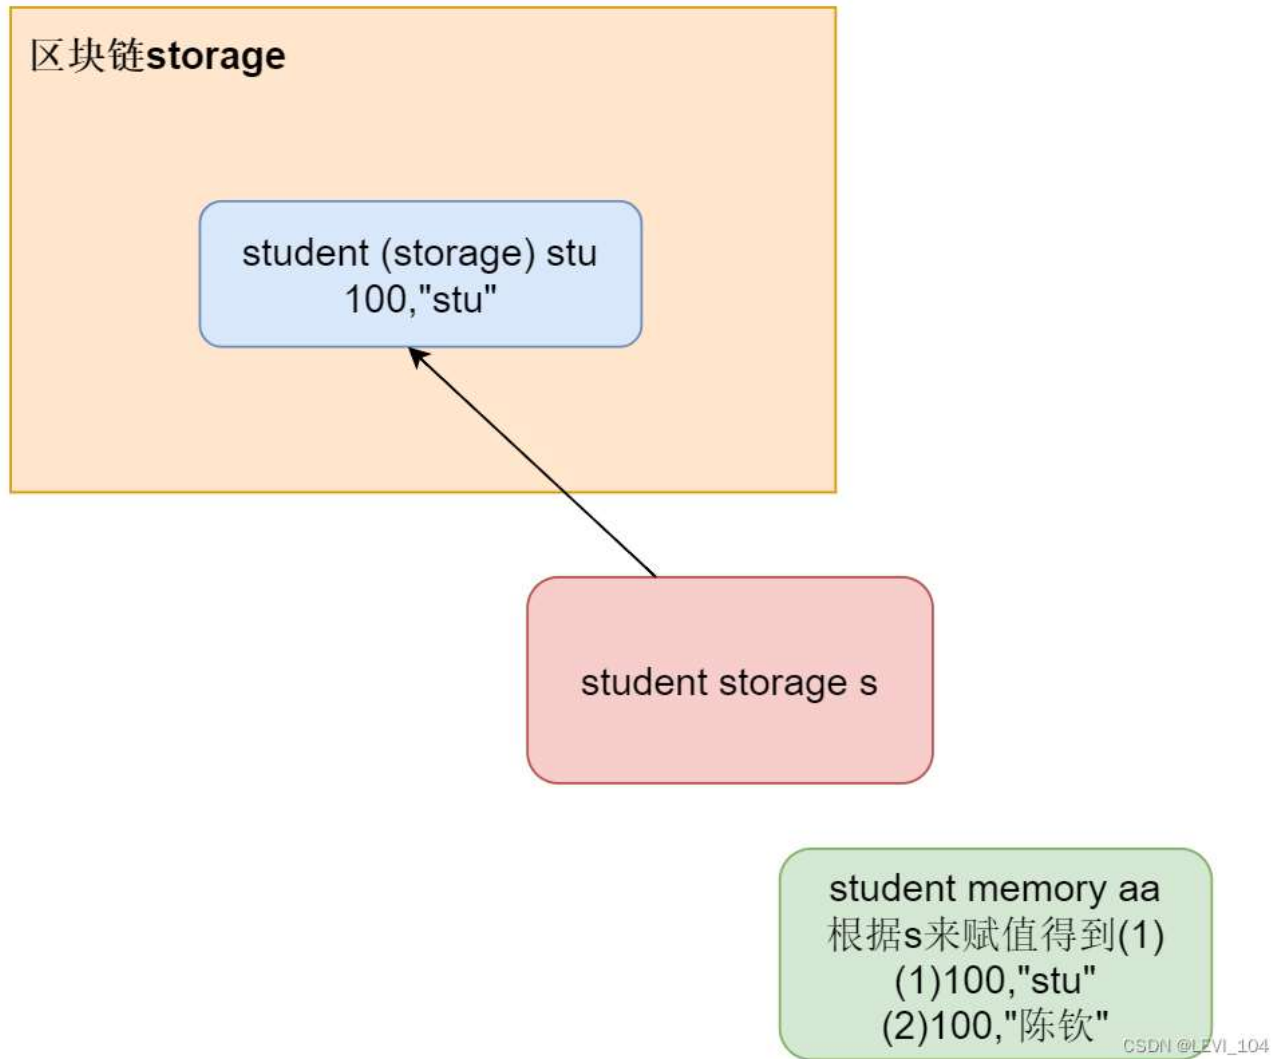 区块链storage
student (storage) stu
100,"stu"
student storage s
student memory aa
根据s来赋值得到(1)
(1)100,"stu"
(2)100,"陈钦"
CSDN @LEVI_104